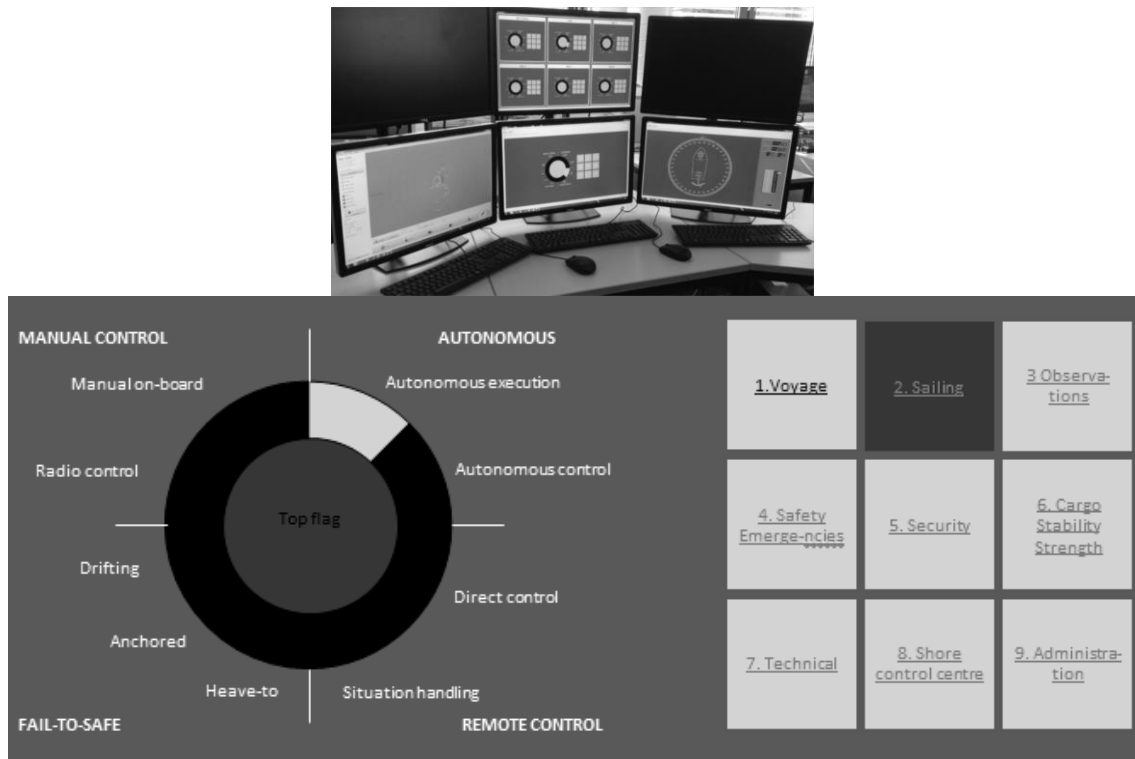 MANUAL CONTROL
AUTONOMOUS
Manual on-board
Autonomous execution
Radio control
Autonomous control
Top flag
Drifting
Direct control
Anchored
Heave-to
Situation handling
FAIL-TO-SAFE
REMOTE CONTROL
1.Voyage
2. Sailing
3 Observa-
tions
4. Safety
Emerge-ncies
5. Security
6. Cargo
Stability
Strength
7. Technical
8. Shore
control centre
9. Administra-
tion